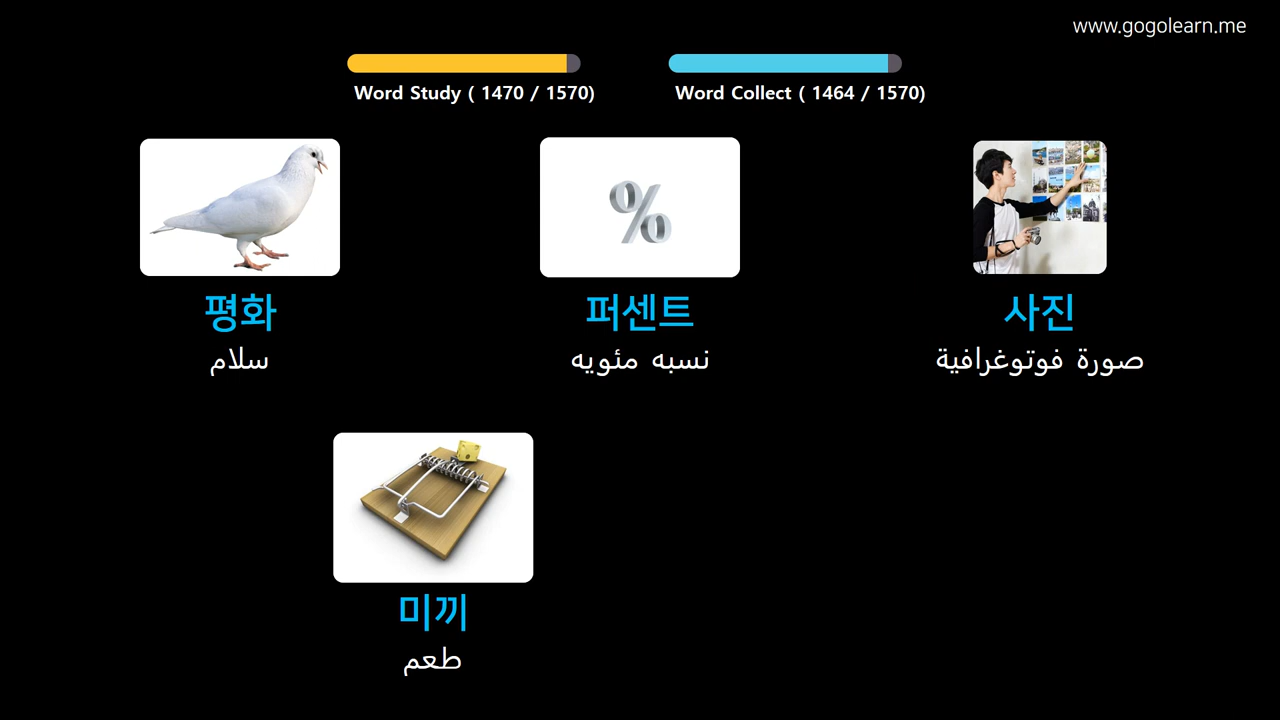 www.gogolearn.me
Word Study ( 1470 / 1570)
Word Collect ( 1464 / 1570)
%
평화
퍼센트
사진
سلام
نسبه مئويه
صورة فوتوغرافية
미끼
طعم